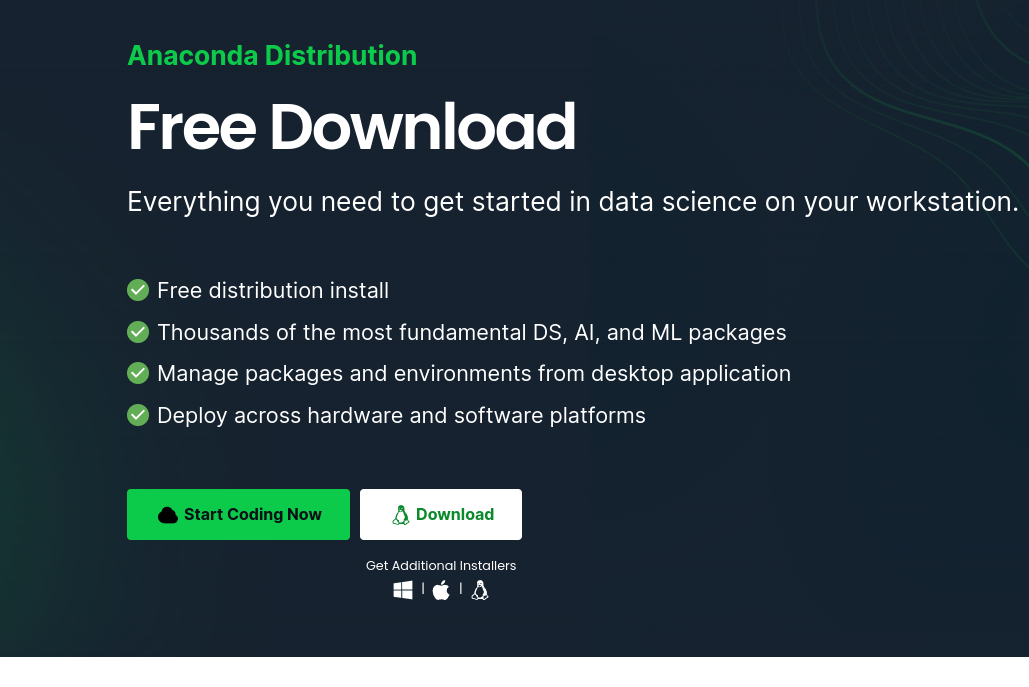 Anaconda Distribution
Free Download
Everything you need to get started in data science on your workstation.
Free distribution install
Thousands of the most fundamental DS, AI, and ML packages
Manage packages and environments from desktop application
Deploy across hardware and software platforms
Start Coding Now
Download
Get Additional Installers
| |